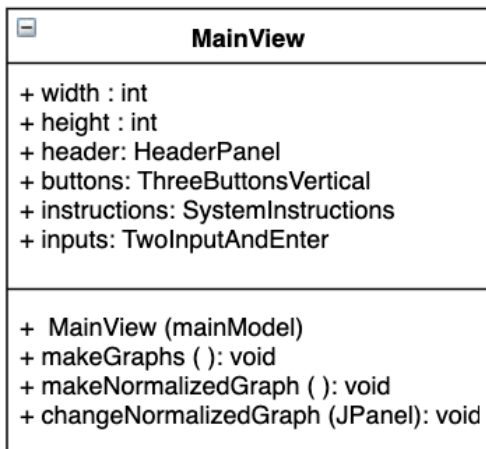 MainView
+ width : int
+ height : int
+ header: HeaderPanel
+ buttons: ThreeButtonsVertical
+ instructions: SystemInstructions
+ inputs: TwoInputAndEnter
+ MainView (mainModel)
+ makeGraphs ( ): void
+ makeNormalizedGraph ( ): void
+ changeNormalizedGraph (JPanel): void